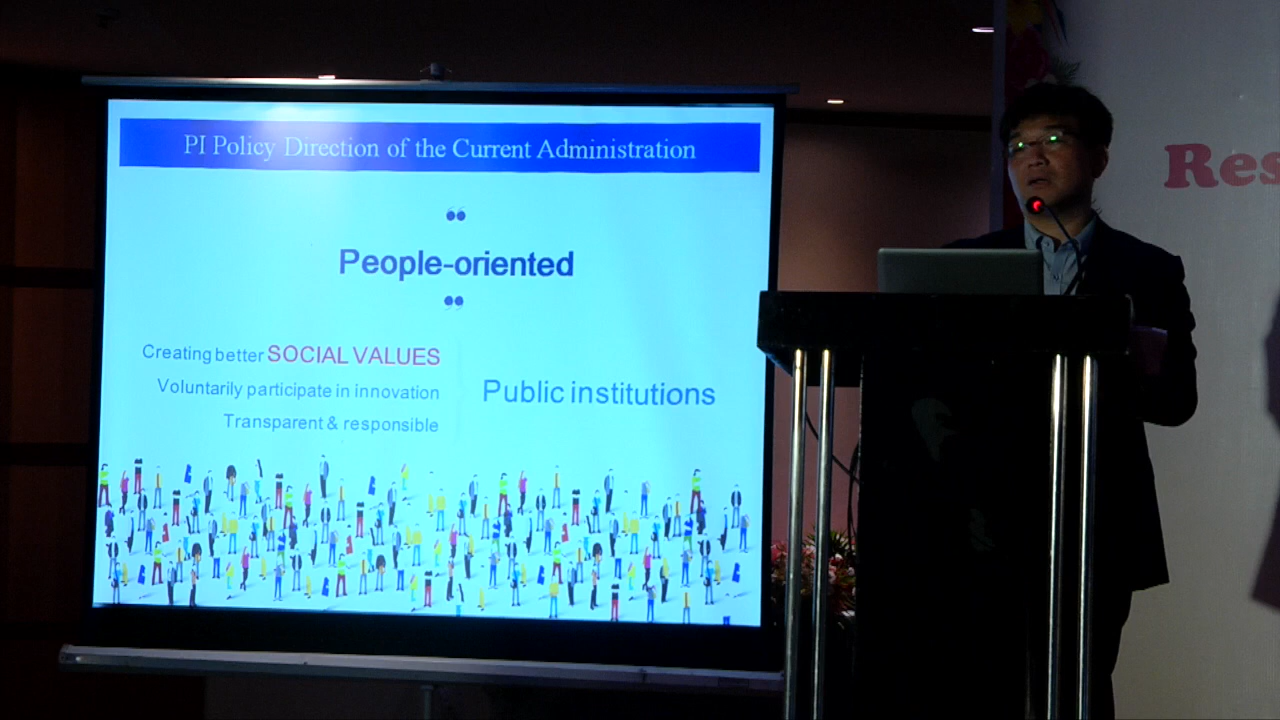 PI Policy Direction of the Current Administration
“
People-oriented
”
Creating better SOCIAL VALUES
Voluntarily participate in innovation
Transparent & responsible
Public institutions